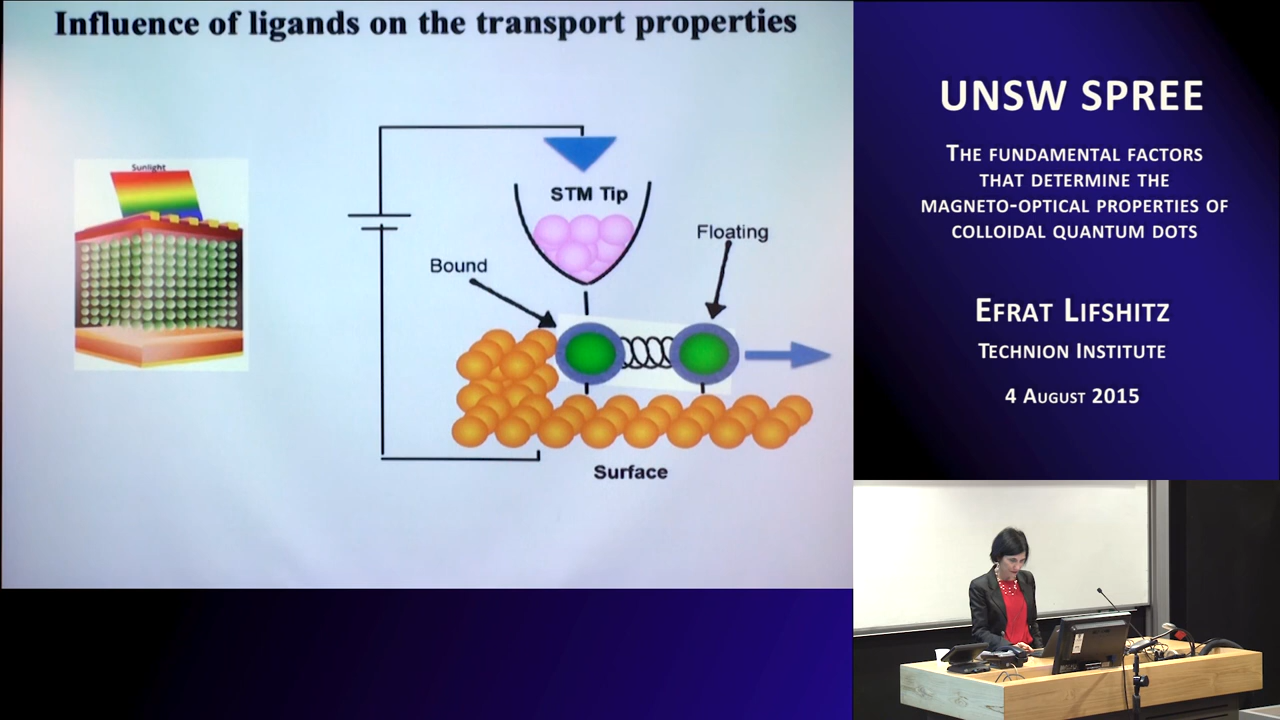 Influence of ligands on the transport properties
Sunlight
STM Tip
Floating
Bound
Surface
UNSW SPREE
The fundamental factors
that determine the
magneto-optical properties of
colloidal quantum dots
Efrat Lifshitz
Technion Institute
4 August 2015